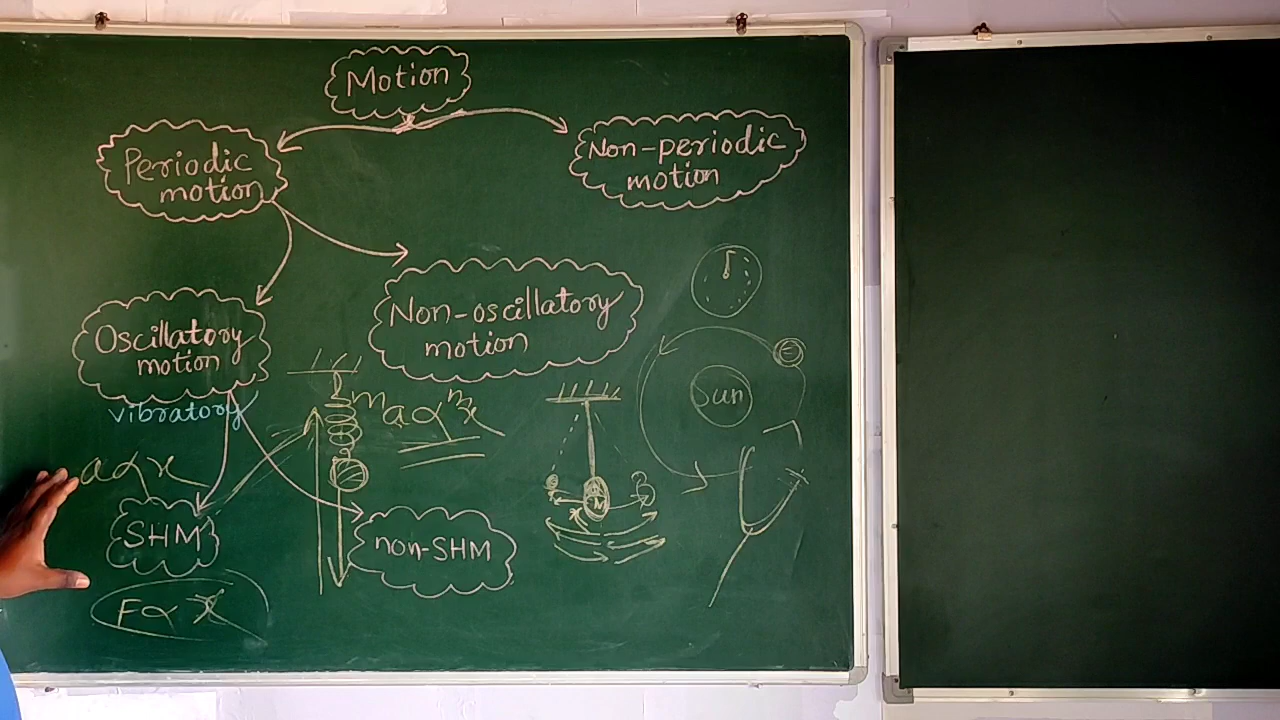 Motion
Periodic
motion
Non-periodic
motion
Oscillatory
motion
Non-oscillatory
motion
vibratory
Sun
a α x
SHM
non-SHM
F α x